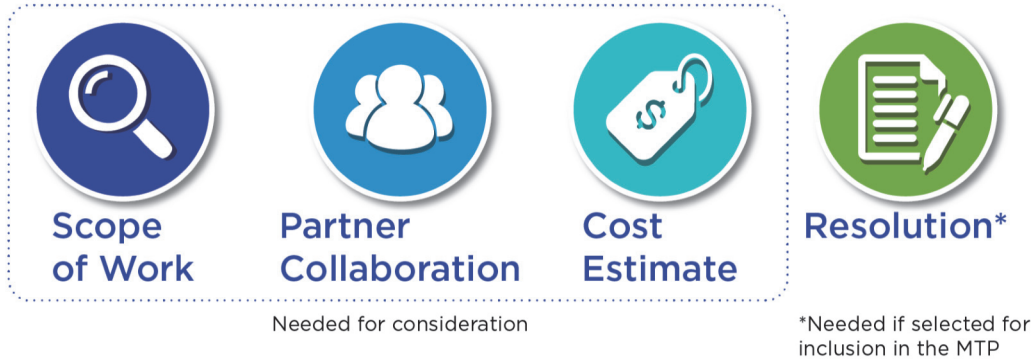 $
Scope
of Work
Partner
Collaboration
Cost
Estimate
Resolution*
Needed for consideration
*Needed if selected for
inclusion in the MTP